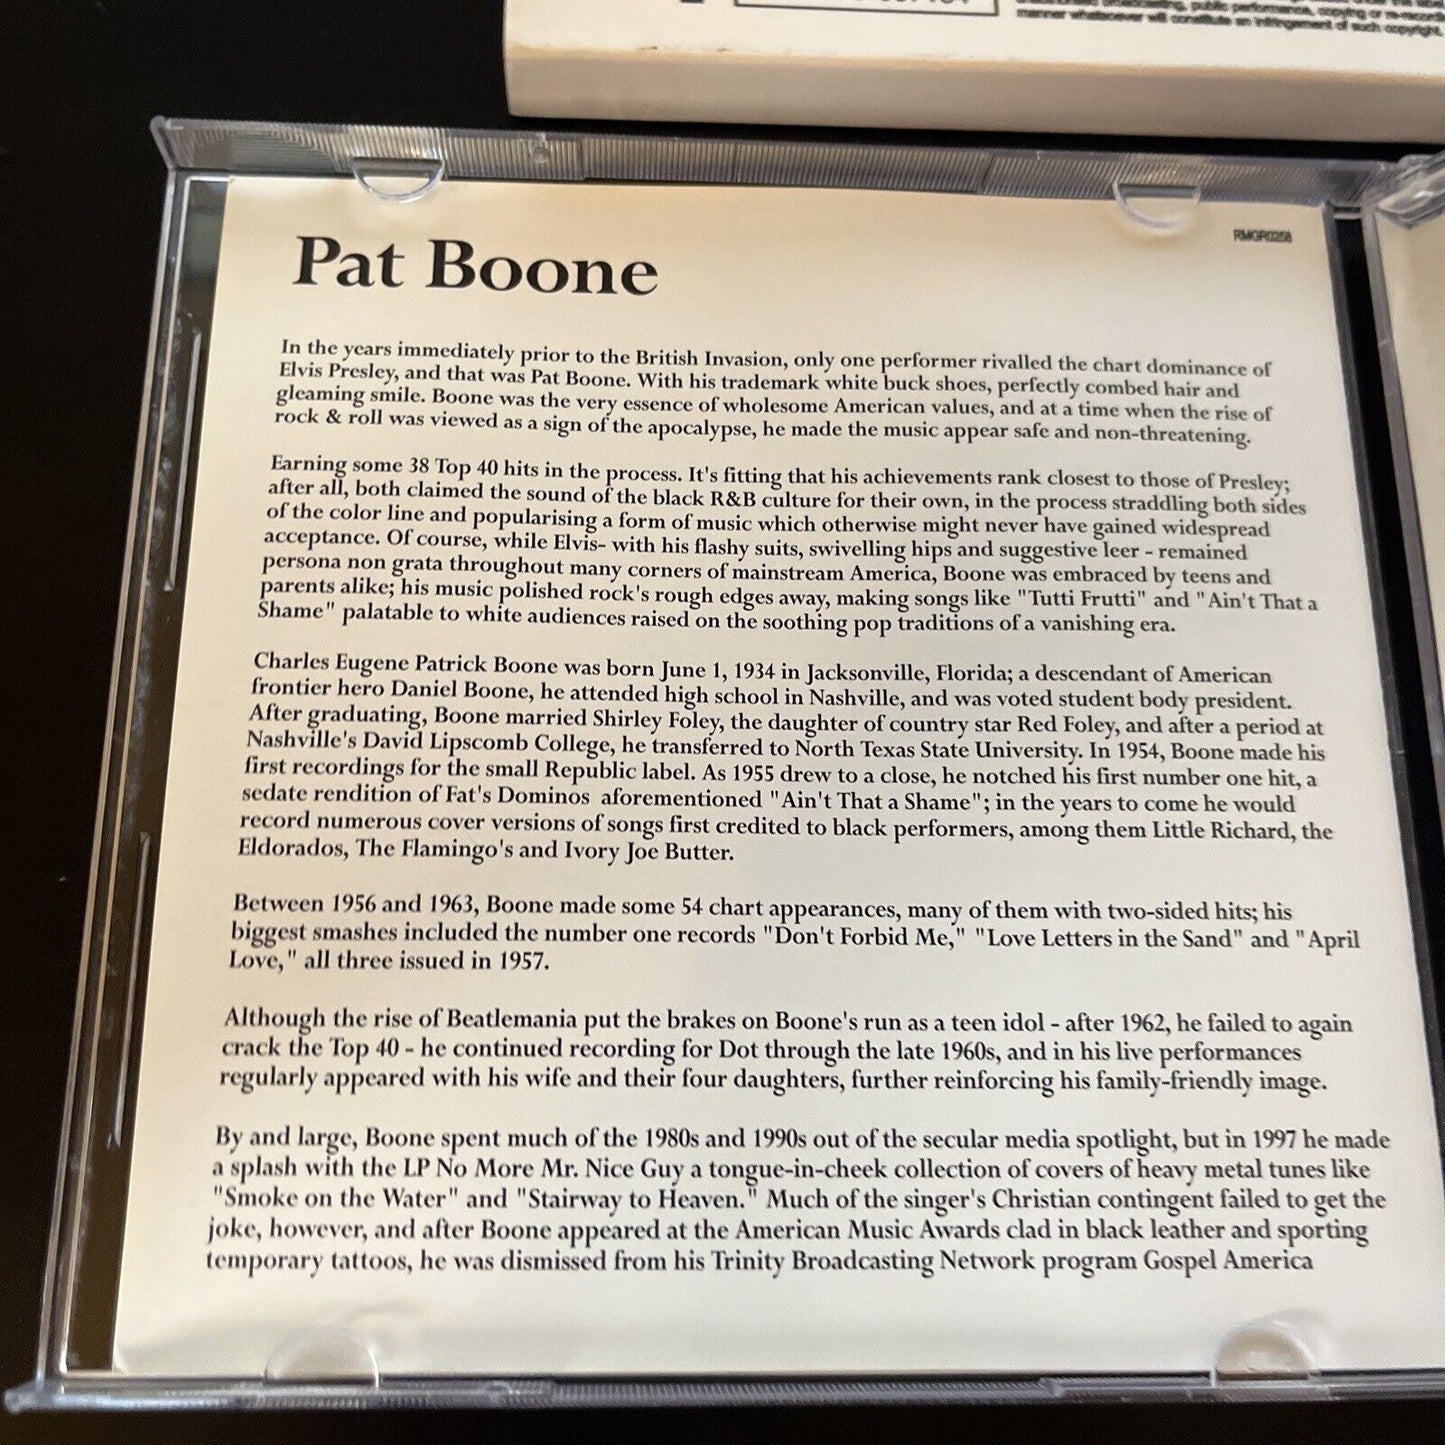 manner whatsoever will constitute an infringement of such copyright.
Pat Boone
RMGR0258
In the years immediately prior to the British Invasion, only one performer rivalled the chart dominance of
Elvis Presley, and that was Pat Boone. With his trademark white buck shoes, perfectly combed hair and
gleaming smile. Boone was the very essence of wholesome American values, and at a time when the rise of
rock & roll was viewed as a sign of the apocalypse, he made the music appear safe and non-threatening.
Earning some 38 Top 40 hits in the process. It's fitting that his achievements rank closest to those of Presley;
after all, both claimed the sound of the black R&B culture for their own, in the process straddling both sides
of the color line and popularising a form of music which otherwise might never have gained widespread
acceptance. Of course, while Elvis- with his flashy suits, swivelling hips and suggestive leer - remained
persona non grata throughout many corners of mainstream America, Boone was embraced by teens and
parents alike; his music polished rock's rough edges away, making songs like "Tutti Frutti" and "Ain't That a
Shame" palatable to white audiences raised on the soothing pop traditions of a vanishing era.
Charles Eugene Patrick Boone was born June 1, 1934 in Jacksonville, Florida; a descendant of American
frontier hero Daniel Boone, he attended high school in Nashville, and was voted student body president.
After graduating, Boone married Shirley Foley, the daughter of country star Red Foley, and after a period at
Nashville's David Lipscomb College, he transferred to North Texas State University. In 1954, Boone made his
first recordings for the small Republic label. As 1955 drew to a close, he notched his first number one hit, a
sedate rendition of Fat's Dominos aforementioned "Ain't That a Shame"; in the years to come he would
record numerous cover versions of songs first credited to black performers, among them Little Richard, the
Eldorados, The Flamingo's and Ivory Joe Butter.
Between 1956 and 1963, Boone made some 54 chart appearances, many of them with two-sided hits; his
biggest smashes included the number one records "Don't Forbid Me," "Love Letters in the Sand" and "April
Love," all three issued in 1957.
Although the rise of Beatlemania put the brakes on Boone's run as a teen idol - after 1962, he failed to again
crack the Top 40 - he continued recording for Dot through the late 1960s, and in his live performances
regularly appeared with his wife and their four daughters, further reinforcing his family-friendly image.
By and large, Boone spent much of the 1980s and 1990s out of the secular media spotlight, but in 1997 he made
a splash with the LP No More Mr. Nice Guy a tongue-in-cheek collection of covers of heavy metal tunes like
"Smoke on the Water" and "Stairway to Heaven." Much of the singer's Christian contingent failed to get the
joke, however, and after Boone appeared at the American Music Awards clad in black leather and sporting
temporary tattoos, he was dismissed from his Trinity Broadcasting Network program Gospel America